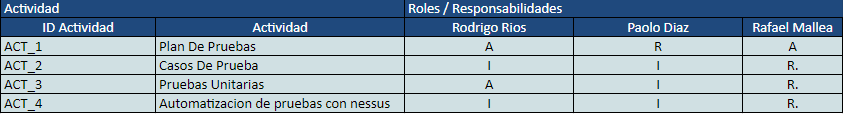 Actividad Roles / Responsabilidades
ID Actividad Actividad Rodrigo Rios Paolo Diaz Rafael Mallea
ACT_1 Plan De Pruebas A R A
ACT_2 Casos De Prueba I I R.
ACT_3 Pruebas Unitarias A I R.
ACT_4 Automatizacion de pruebas con nessus I I R.